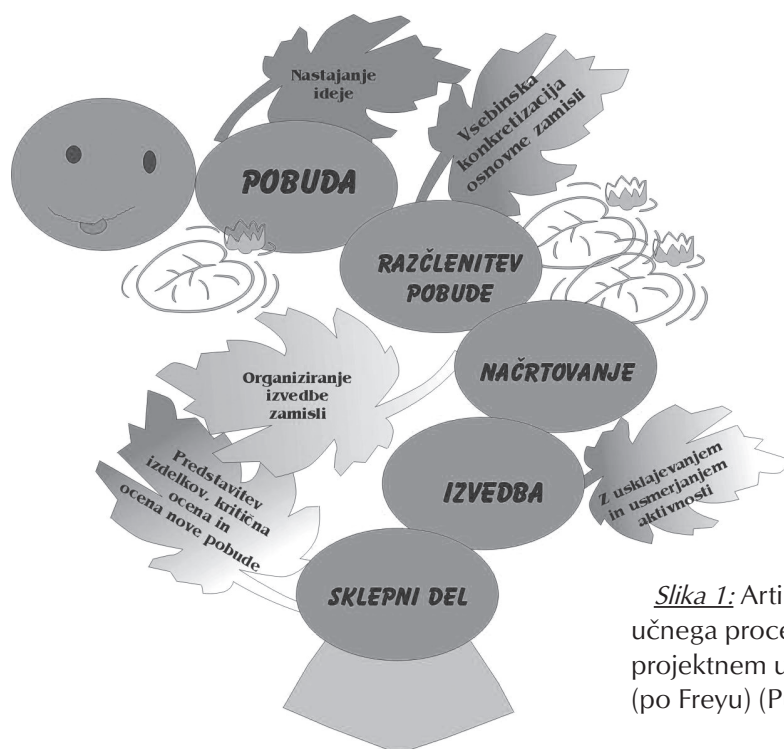 Nastajanje
ideje
POBUDA
Vsebinska
konkretizacija
osnovne zamisli
RAZČLENITEV
POBUDE
NAČRTOVANJE
Organiziranje
izvedbe
zamisli
IZVEDBA
Z usklajevanjem
in usmerjanjem
aktivnosti
Predstavitev
izdelkov. kritična
ocena in
ocena nove pobude
SKLEPNI DEL
Slika 1: Arti
učnega proce
projektnem u
(po Freyu) (P